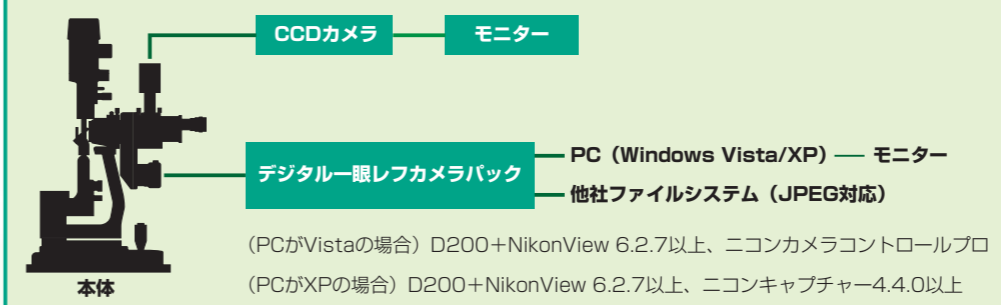 CCDカメラ モニター
デジタル一眼レフカメラパック
PC（Windows Vista/XP） モニター
他社ファイルシステム（JPEG対応）
（PCがVistaの場合）D200＋NikonView 6.2.7以上、ニコンカメラコントロールプロ
（PCがXPの場合）D200＋NikonView 6.2.7以上、ニコンキャプチャー4.4.0以上
本体